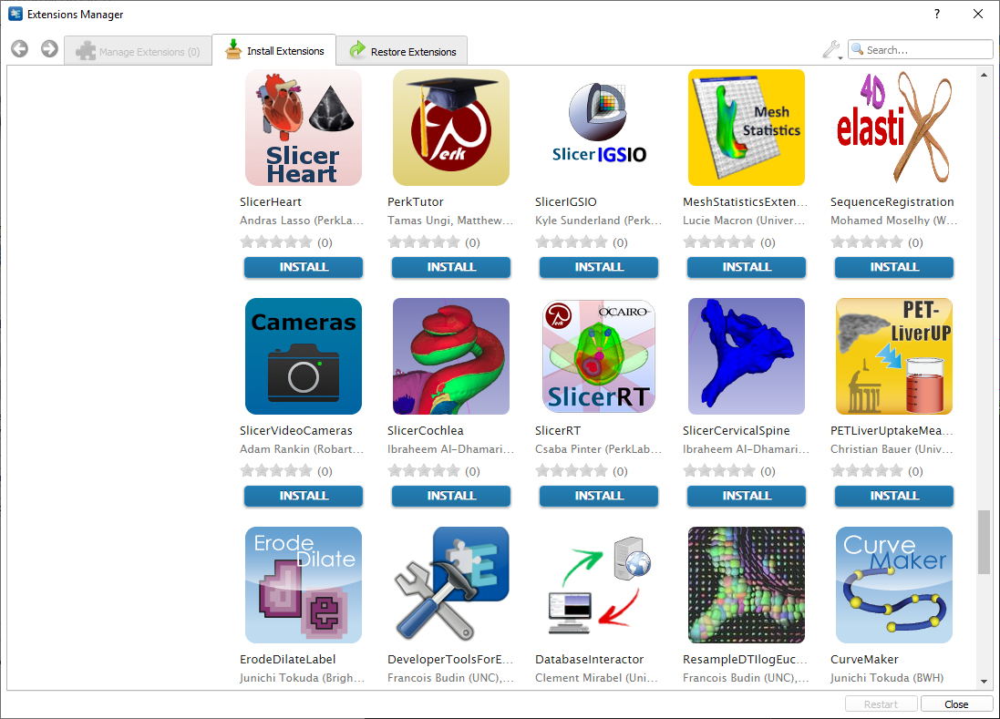 Extensions Manager
?
Manage Extensions (0)
Install Extensions
Restore Extensions
Search...
Slicer
Heart
Perk
Slicer IGSIO
Mesh
Statistics
4D
elastiX
SlicerHeart
PerkTutor
SlicerIGSIO
MeshStatisticsExten...
SequenceRegistration
Andras Lasso (PerkLa...
Tamas Ungi, Matthew...
Kyle Sunderland (Perk...
Lucie Macron (Univer...
Mohamed Moselhy (W...
(0)
(0)
(0)
(0)
(0)
INSTALL
INSTALL
INSTALL
INSTALL
INSTALL
Cameras
Perk
OCAIRO
SlicerRT
PET-
LiverUP
SlicerVideoCameras
SlicerCochlea
SlicerRT
SlicerCervicalSpine
PETLiverUptakeMea...
Adam Rankin (Robart...
Ibraheem Al-Dhamari...
Csaba Pinter (PerkLab...
Ibraheem Al-Dhamari...
Christian Bauer (Univ...
(0)
(0)
(0)
(0)
(0)
INSTALL
INSTALL
INSTALL
INSTALL
INSTALL
Erode
Dilate
E
Curve
Maker
ErodeDilateLabel
DeveloperToolsForE...
DatabaseInteractor
ResampleDTIlogEuc...
CurveMaker
Junichi Tokuda (Brigh...
Francois Budin (UNC),...
Clement Mirabel (Uni...
Francois Budin (UNC),...
Junichi Tokuda (BWH)
Restart
Close